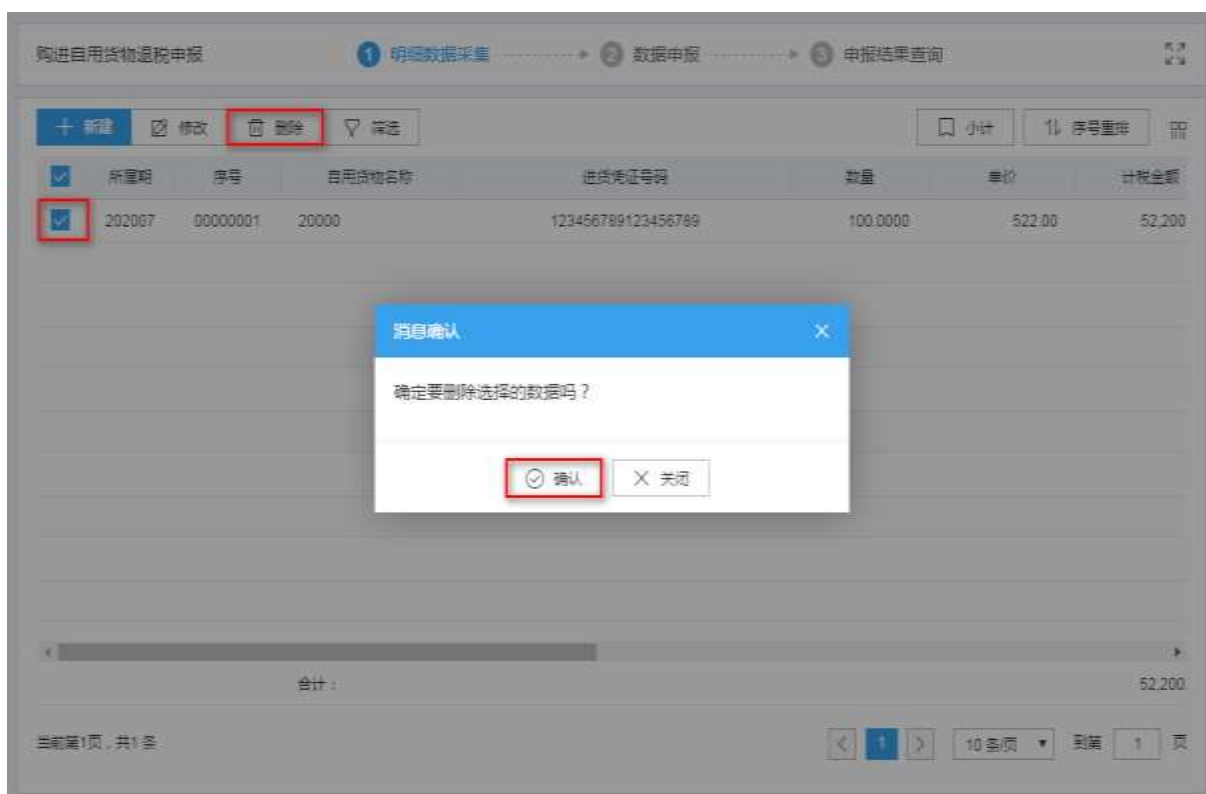 购进自用货物退税申报 1 明细数据采集 2 数据申报 3 申报结果查询
新建 修改 删除 筛选 小计 序号重排
所属期 序号 自用货物名称 进货凭证号码 数量 单价 计税金额
202007 00000001 20000 123456789123456789 100.0000 522.00 52,200
消息确认
确定要删除选择的数据吗？
确认 关闭
合计： 52,200.
当前第1页，共1条 1 10条/页 到第 1 页